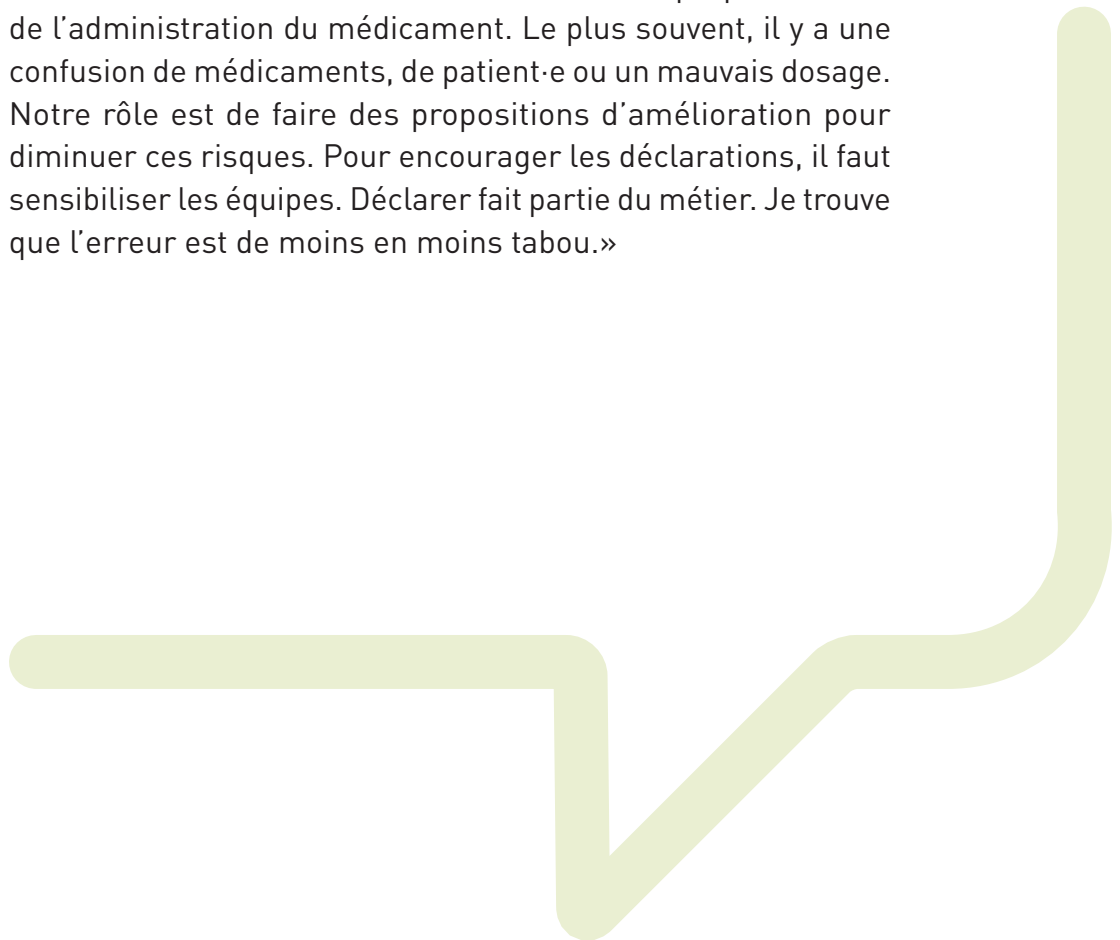 de l’administration du médicament. Le plus souvent, il y a une
confusion de médicaments, de patient·e ou un mauvais dosage.
Notre rôle est de faire des propositions d’amélioration pour
diminuer ces risques. Pour encourager les déclarations, il faut
sensibiliser les équipes. Déclarer fait partie du métier. Je trouve
que l’erreur est de moins en moins tabou.»